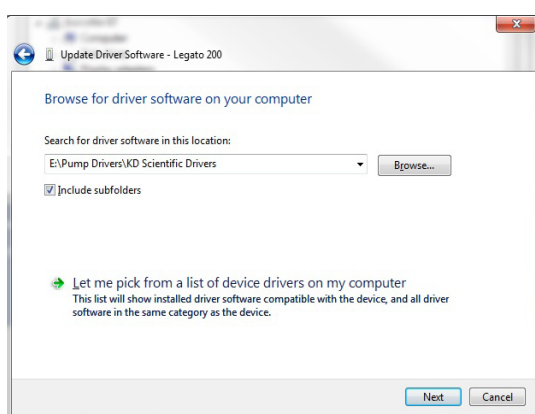 Computer
Update Driver Software - Legato 200
Browse for driver software on your computer
Search for driver software in this location:
E:\Pump Drivers\KD Scientific Drivers
Browse...
Include subfolders
Let me pick from a list of device drivers on my computer
This list will show installed driver software compatible with the device, and all driver
software in the same category as the device.
Next Cancel